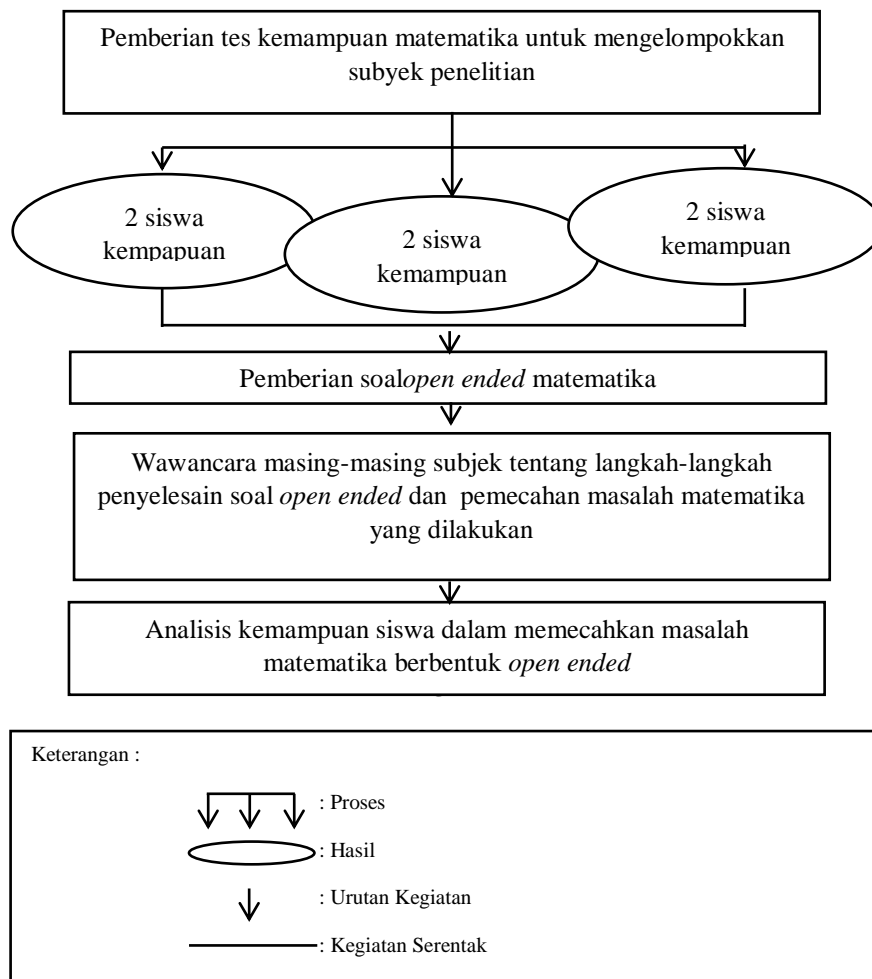 Pemberian tes kemampuan matematika untuk mengelompokkan
subyek penelitian
2 siswa
kempapuan
2 siswa
kemampuan
2 siswa
kemampuan
Pemberian soalopen ended matematika
Wawancara masing-masing subjek tentang langkah-langkah
penyelesain soal open ended dan pemecahan masalah matematika
yang dilakukan
Analisis kemampuan siswa dalam memecahkan masalah
matematika berbentuk open ended
Keterangan :
: Proses
: Hasil
: Urutan Kegiatan
: Kegiatan Serentak